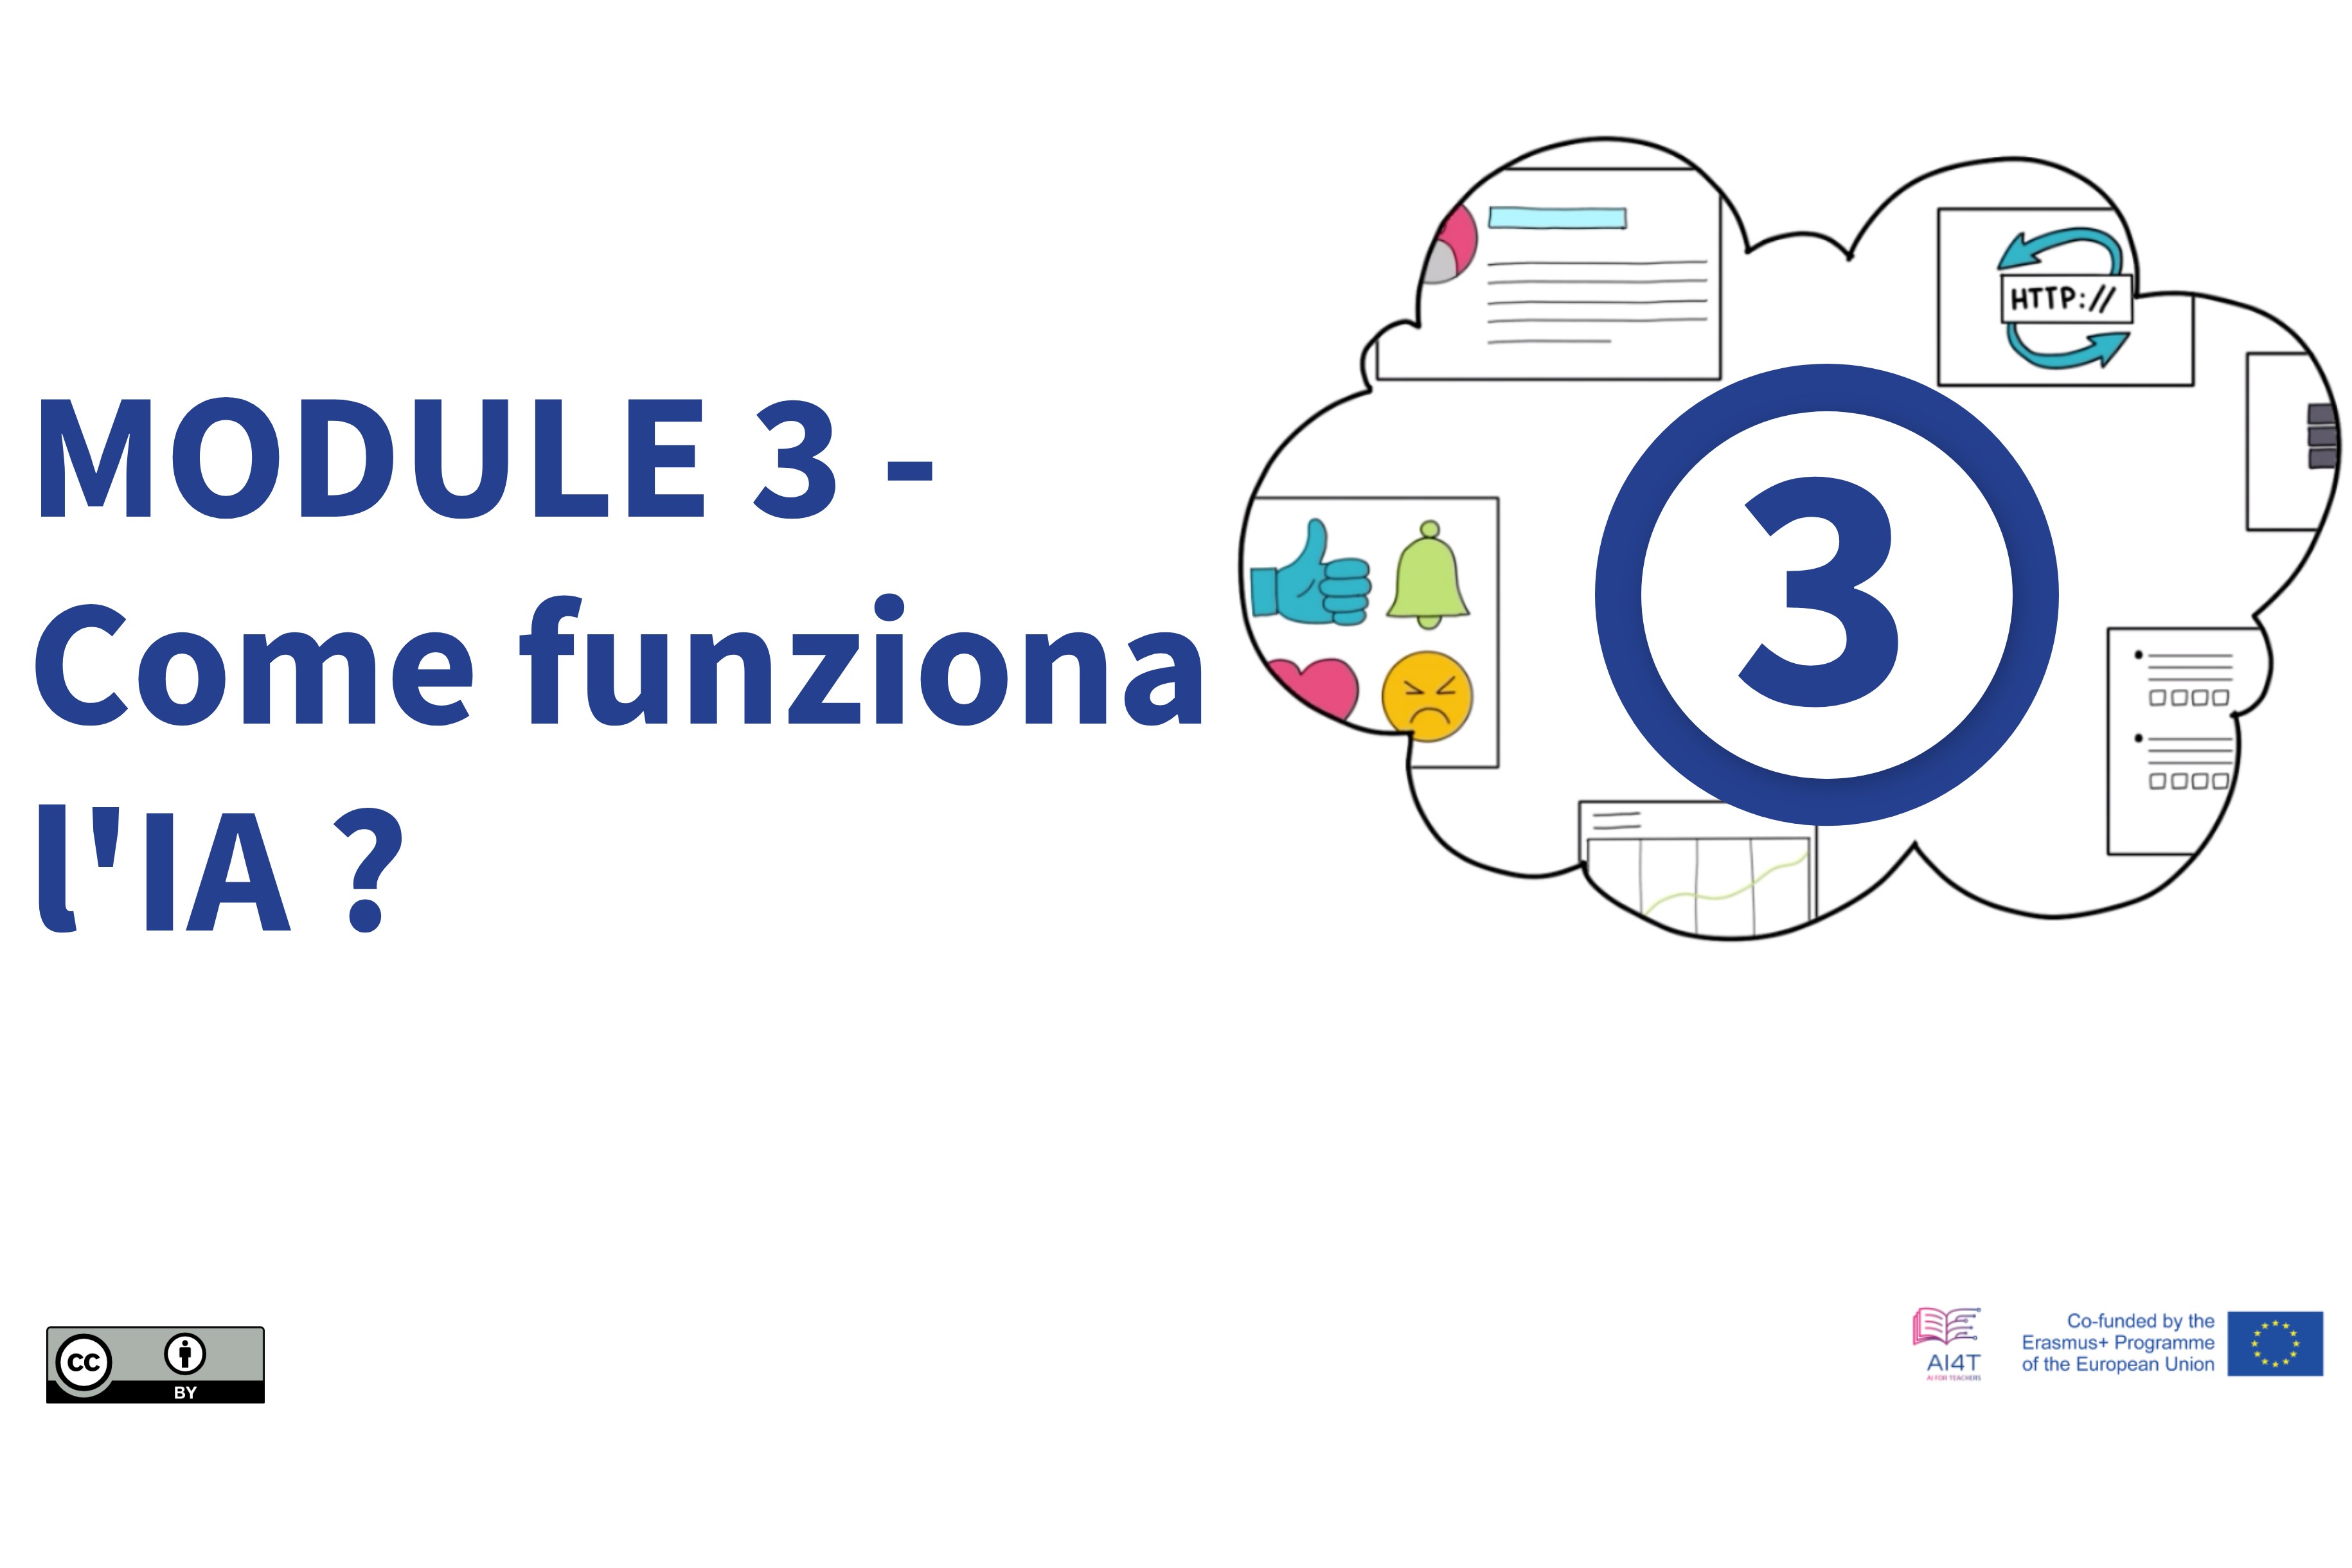 MODULE 3 -
Come funziona
l'IA ?
HTTP://
3
CC
BY
AI4T
AI FOR TEACHERS
Co-funded by the
Erasmus+ Programme
of the European Union